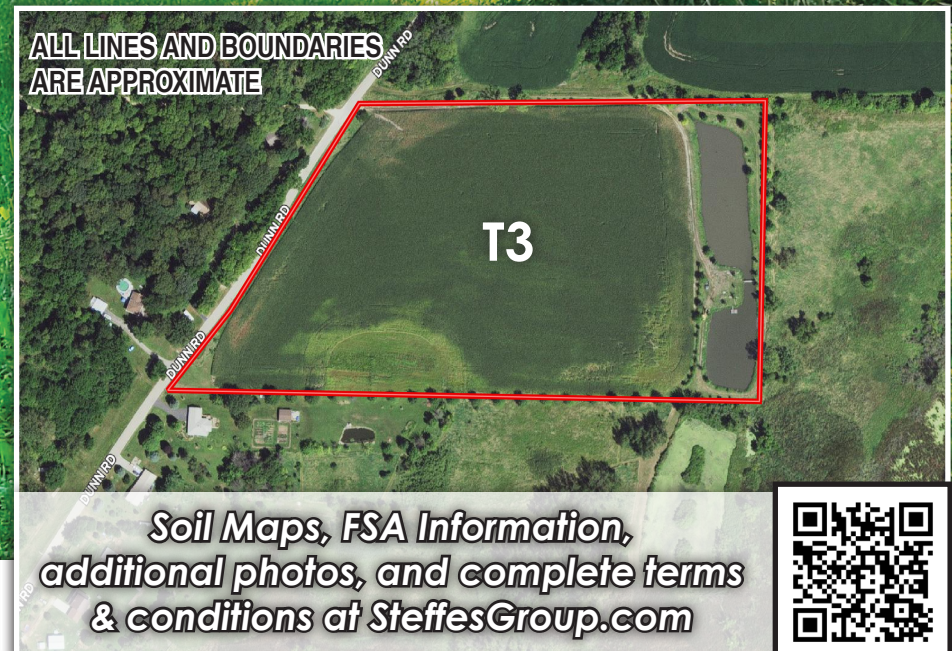 ALL LINES AND BOUNDARIES
ARE APPROXIMATE
DUNN RD
T3
DUNN RD
DUNN RD
DUNN RD
Soil Maps, FSA Information,
additional photos, and complete terms
& conditions at SteffesGroup.com